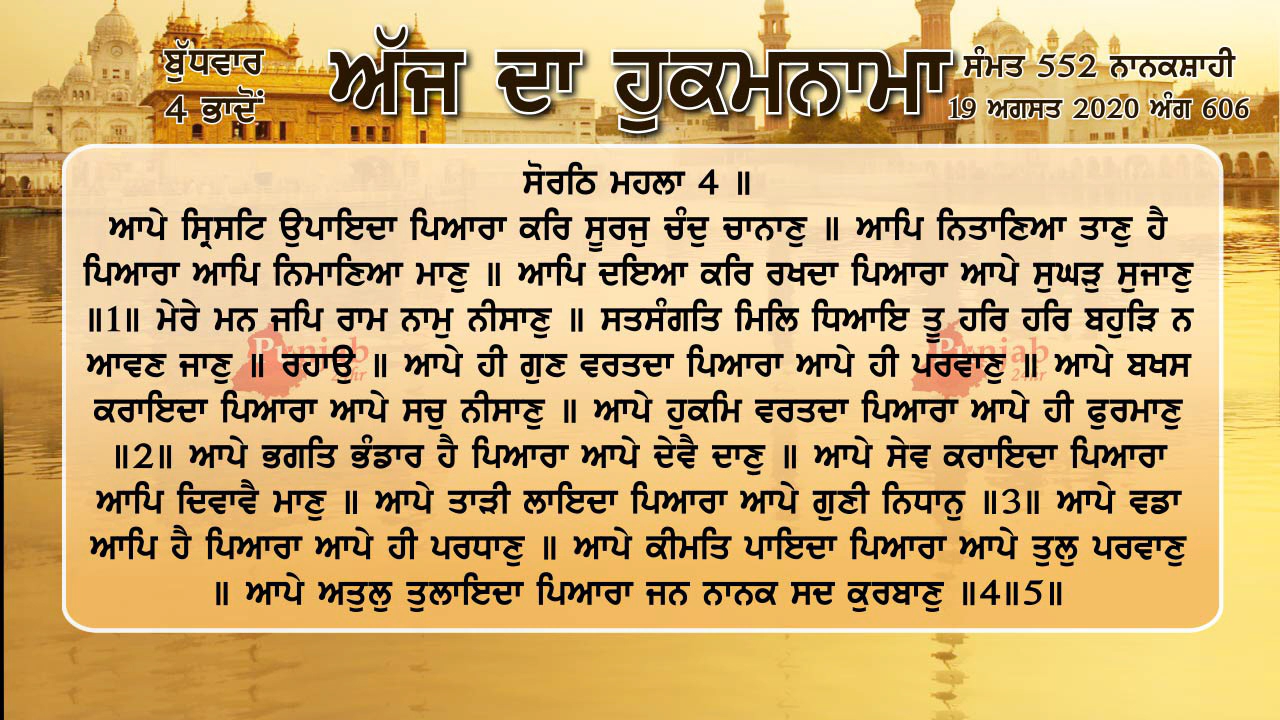 ਬੁੱਧਵਾਰ
4 ਭਾਦੋਂ
ਅੱਜ ਦਾ ਹੁਕਮਨਾਮਾ
ਸੰਮਤ 552 ਨਾਨਕਸ਼ਾਹੀ
19 ਅਗਸਤ 2020 ਅੰਗ 606
ਸੋਰਠਿ ਮਹਲਾ 4 ॥
ਆਪੇ ਸ੍ਰਿਸਟਿ ਉਪਾਇਦਾ ਪਿਆਰਾ ਕਰਿ ਸੂਰਜੁ ਚੰਦੁ ਚਾਨਾਣੁ ॥ ਆਪਿ ਨਿਤਾਣਿਆ ਤਾਣੁ ਹੈ
ਪਿਆਰਾ ਆਪਿ ਨਿਮਾਣਿਆ ਮਾਣੁ ॥ ਆਪਿ ਦਇਆ ਕਰਿ ਰਖਦਾ ਪਿਆਰਾ ਆਪੇ ਸੁਘੜੁ ਸੁਜਾਣੁ
॥1॥ ਮੇਰੇ ਮਨ ਜਪਿ ਰਾਮ ਨਾਮੁ ਨੀਸਾਣੁ ॥ ਸਤਸੰਗਤਿ ਮਿਲਿ ਧਿਆਇ ਤੂ ਹਰਿ ਹਰਿ ਬਹੁੜਿ ਨ
ਆਵਣ ਜਾਣੁ ॥ ਰਹਾਉ ॥ ਆਪੇ ਹੀ ਗੁਣ ਵਰਤਦਾ ਪਿਆਰਾ ਆਪੇ ਹੀ ਪਰਵਾਣੁ ॥ ਆਪੇ ਬਖਸ
ਕਰਾਇਦਾ ਪਿਆਰਾ ਆਪੇ ਸਚੁ ਨੀਸਾਣੁ ॥ ਆਪੇ ਹੁਕਮਿ ਵਰਤਦਾ ਪਿਆਰਾ ਆਪੇ ਹੀ ਫੁਰਮਾਣੁ
॥2॥ ਆਪੇ ਭਗਤਿ ਭੰਡਾਰ ਹੈ ਪਿਆਰਾ ਆਪੇ ਦੇਵੈ ਦਾਣੁ ॥ ਆਪੇ ਸੇਵ ਕਰਾਇਦਾ ਪਿਆਰਾ
ਆਪਿ ਦਿਵਾਵੈ ਮਾਣੁ ॥ ਆਪੇ ਤਾੜੀ ਲਾਇਦਾ ਪਿਆਰਾ ਆਪੇ ਗੁਣੀ ਨਿਧਾਨੁ ॥3॥ ਆਪੇ ਵਡਾ
ਆਪਿ ਹੈ ਪਿਆਰਾ ਆਪੇ ਹੀ ਪਰਧਾਣੁ ॥ ਆਪੇ ਕੀਮਤਿ ਪਾਇਦਾ ਪਿਆਰਾ ਆਪੇ ਤੁਲੁ ਪਰਵਾਣੁ
॥ ਆਪੇ ਅਤੁਲੁ ਤੁਲਾਇਦਾ ਪਿਆਰਾ ਜਨ ਨਾਨਕ ਸਦ ਕੁਰਬਾਣੁ ॥4॥5॥
Punjab
24hr
Punjab
24hr